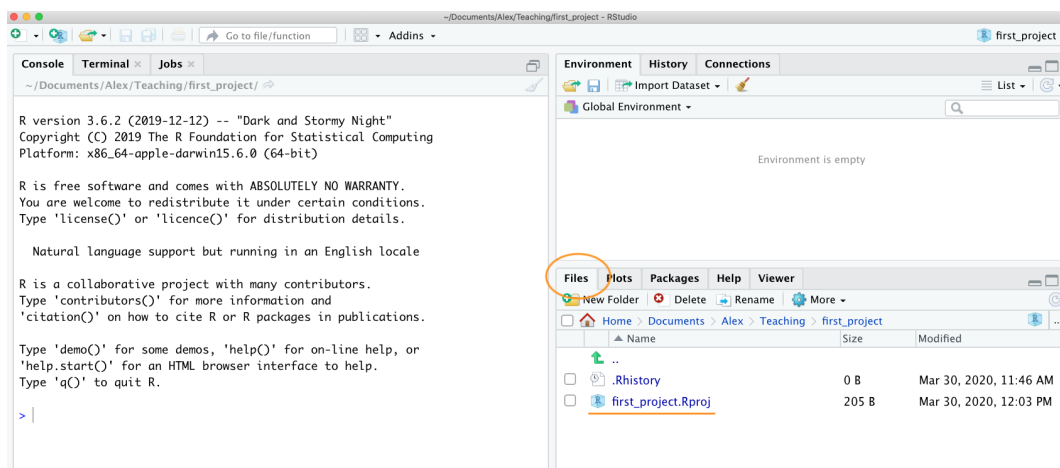 ~/Documents/Alex/Teaching/first_project - RStudio
Go to file/function
Addins
first_project
Console Terminal Jobs
~/Documents/Alex/Teaching/first_project/
R version 3.6.2 (2019-12-12) -- "Dark and Stormy Night"
Copyright (C) 2019 The R Foundation for Statistical Computing
Platform: x86_64-apple-darwin15.6.0 (64-bit)
R is free software and comes with ABSOLUTELY NO WARRANTY.
You are welcome to redistribute it under certain conditions.
Type 'license()' or 'licence()' for distribution details.
Natural language support but running in an English locale
R is a collaborative project with many contributors.
Type 'contributors()' for more information and
'citation()' on how to cite R or R packages in publications.
Type 'demo()' for some demos, 'help()' for on-line help, or
'help.start()' for an HTML browser interface to help.
Type 'q()' to quit R.
>
Environment History Connections
Import Dataset
List
Global Environment
Environment is empty
Files Plots Packages Help Viewer
New Folder Delete Rename More
Home > Documents > Alex > Teaching > first_project
...
Name Size Modified
..
.Rhistory 0 B Mar 30, 2020, 11:46 AM
first_project.Rproj 205 B Mar 30, 2020, 12:03 PM